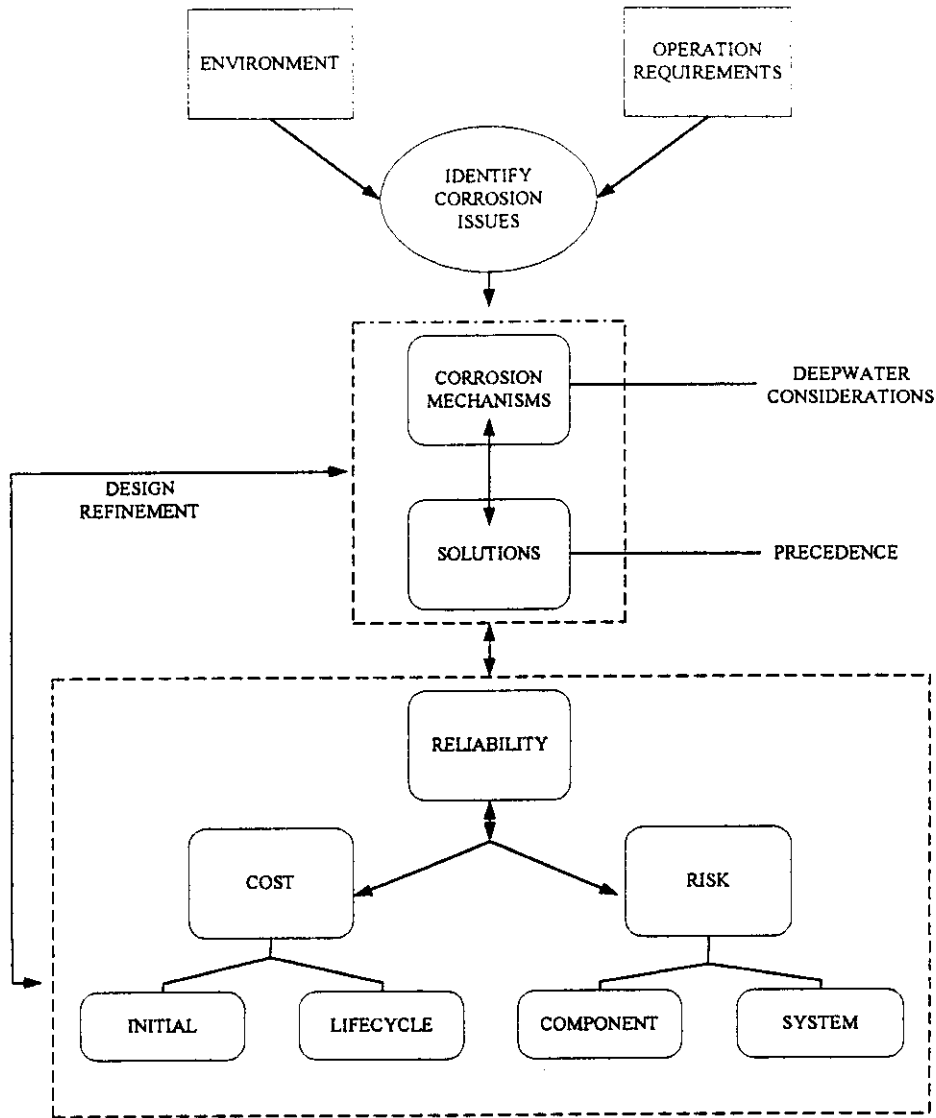 ENVIRONMENT
OPERATION
REQUIREMENTS
IDENTIFY
CORROSION
ISSUES
CORROSION
MECHANISMS
DEEPWATER
CONSIDERATIONS
DESIGN
REFINEMENT
SOLUTIONS
PRECEDENCE
RELIABILITY
COST
RISK
INITIAL
LIFECYCLE
COMPONENT
SYSTEM